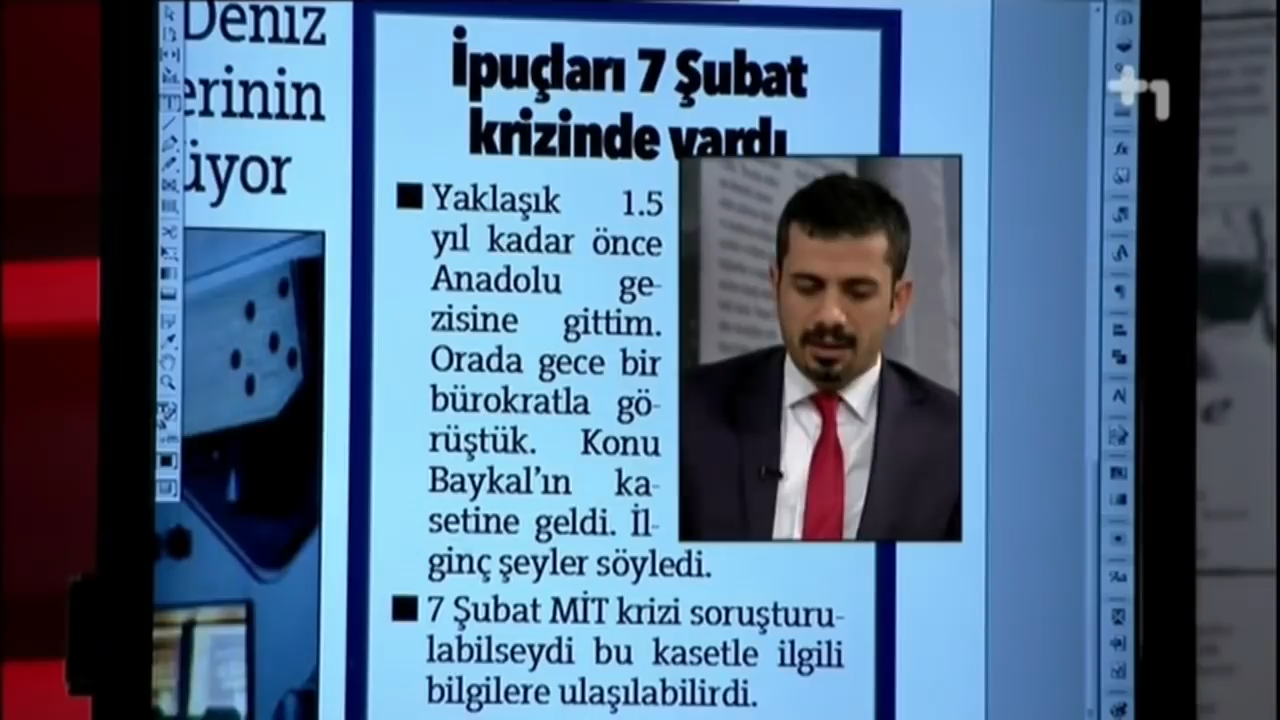 Deniz
erinin
üyor
İpuçları 7 Şubat
krizinde vardı
Yaklaşık 1.5
yıl kadar önce
Anadolu ge-
zisine gittim.
Orada gece bir
bürokratla gö-
rüştük. Konu
Baykal'ın ka-
setine geldi. İl-
ginç şeyler söyledi.
7 Şubat MİT krizi soruşturu-
labilseydi bu kasetle ilgili
bilgilere ulaşılabilirdi.
+1